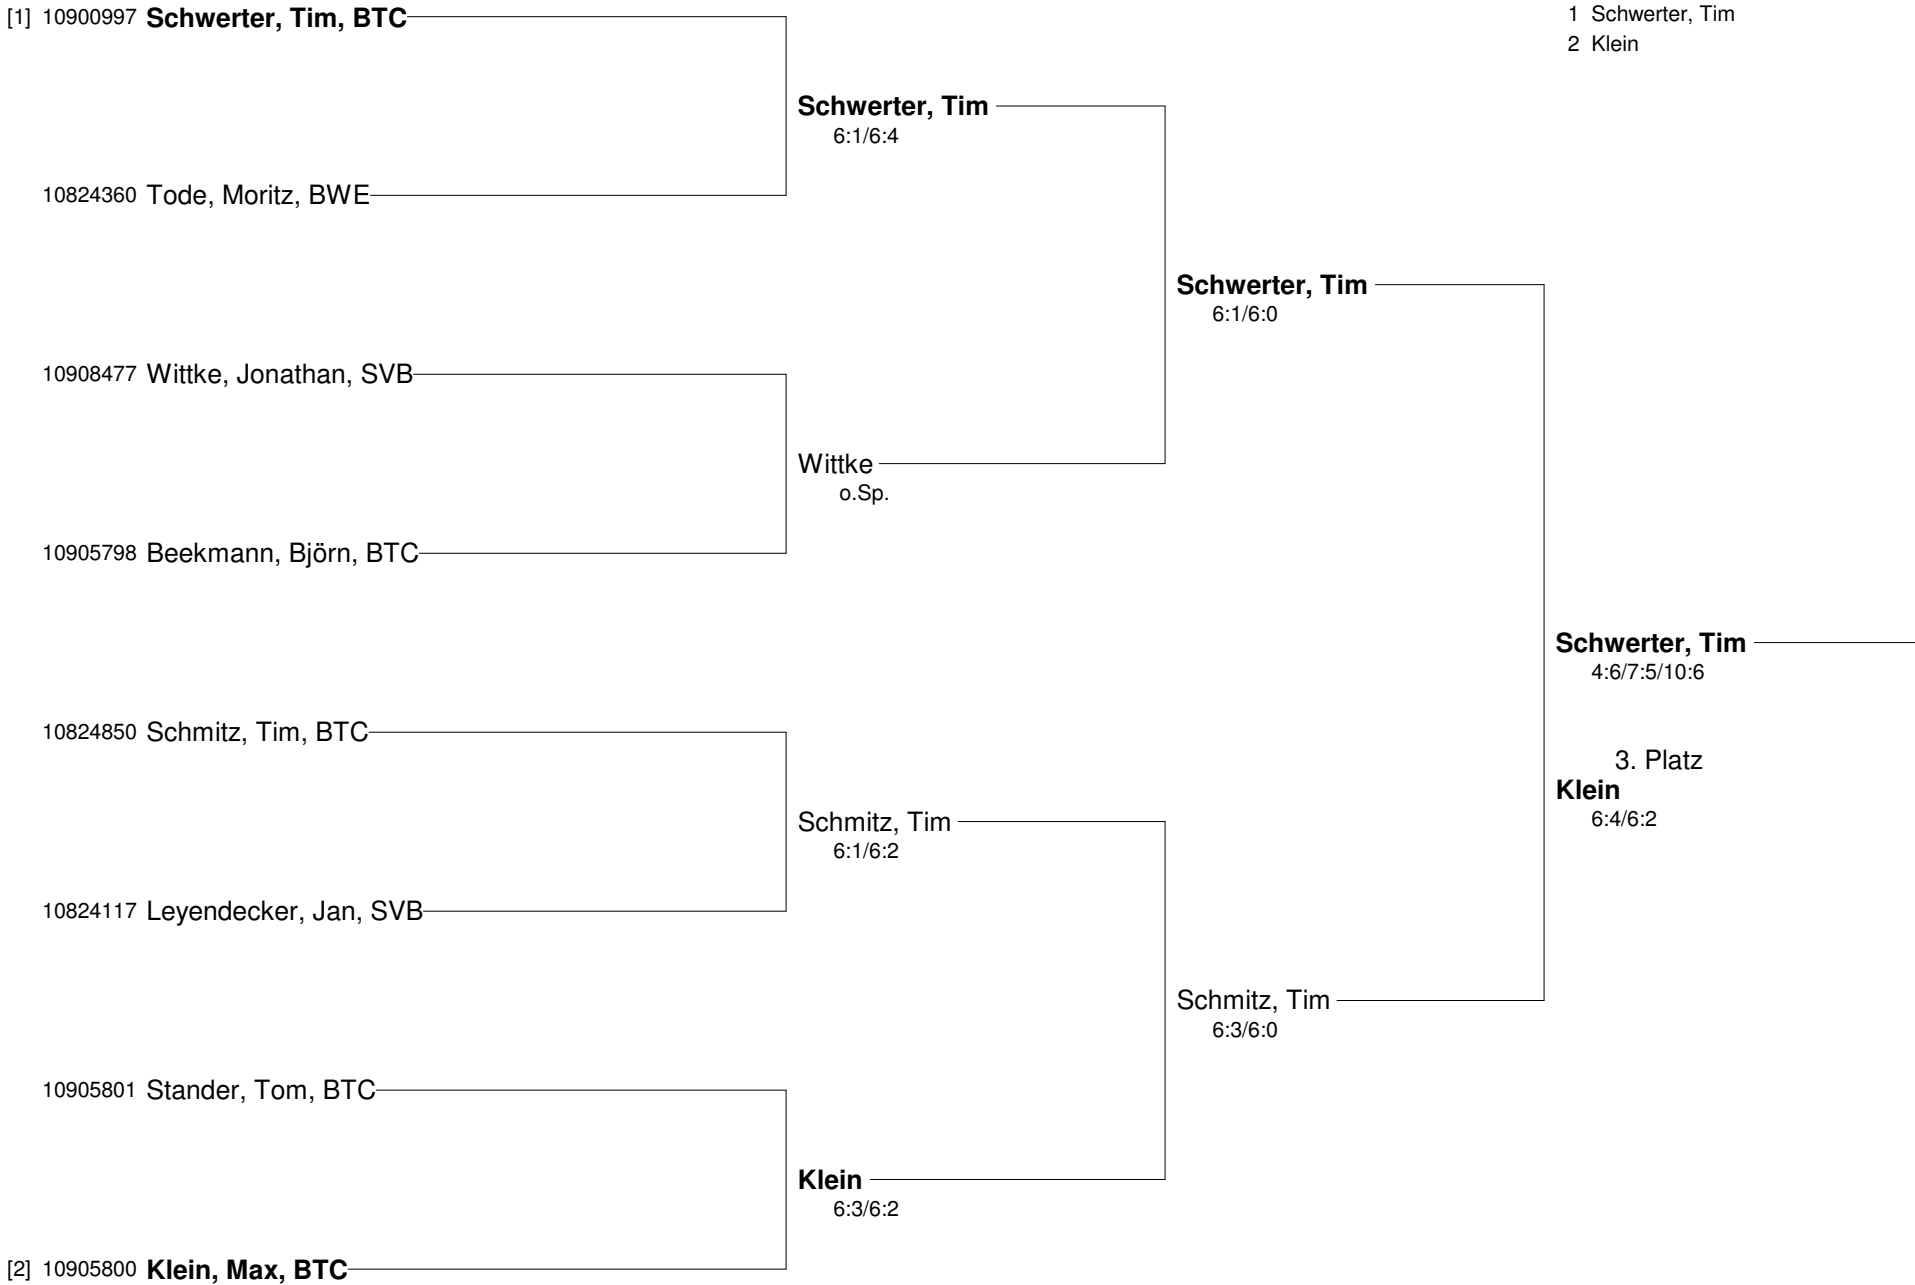 [1] 10900997 Schwerter, Tim, BTC
1 Schwerter, Tim
2 Klein
Schwerter, Tim
6:1/6:4
10824360 Tode, Moritz, BWE
Schwerter, Tim
6:1/6:0
10908477 Wittke, Jonathan, SVB
Wittke
o.Sp.
10905798 Beekmann, Björn, BTC
Schwerter, Tim
4:6/7:5/10:6
10824850 Schmitz, Tim, BTC
3. Platz
Klein
6:4/6:2
Schmitz, Tim
6:1/6:2
10824117 Leyendecker, Jan, SVB
Schmitz, Tim
6:3/6:0
10905801 Stander, Tom, BTC
Klein
6:3/6:2
[2] 10905800 Klein, Max, BTC